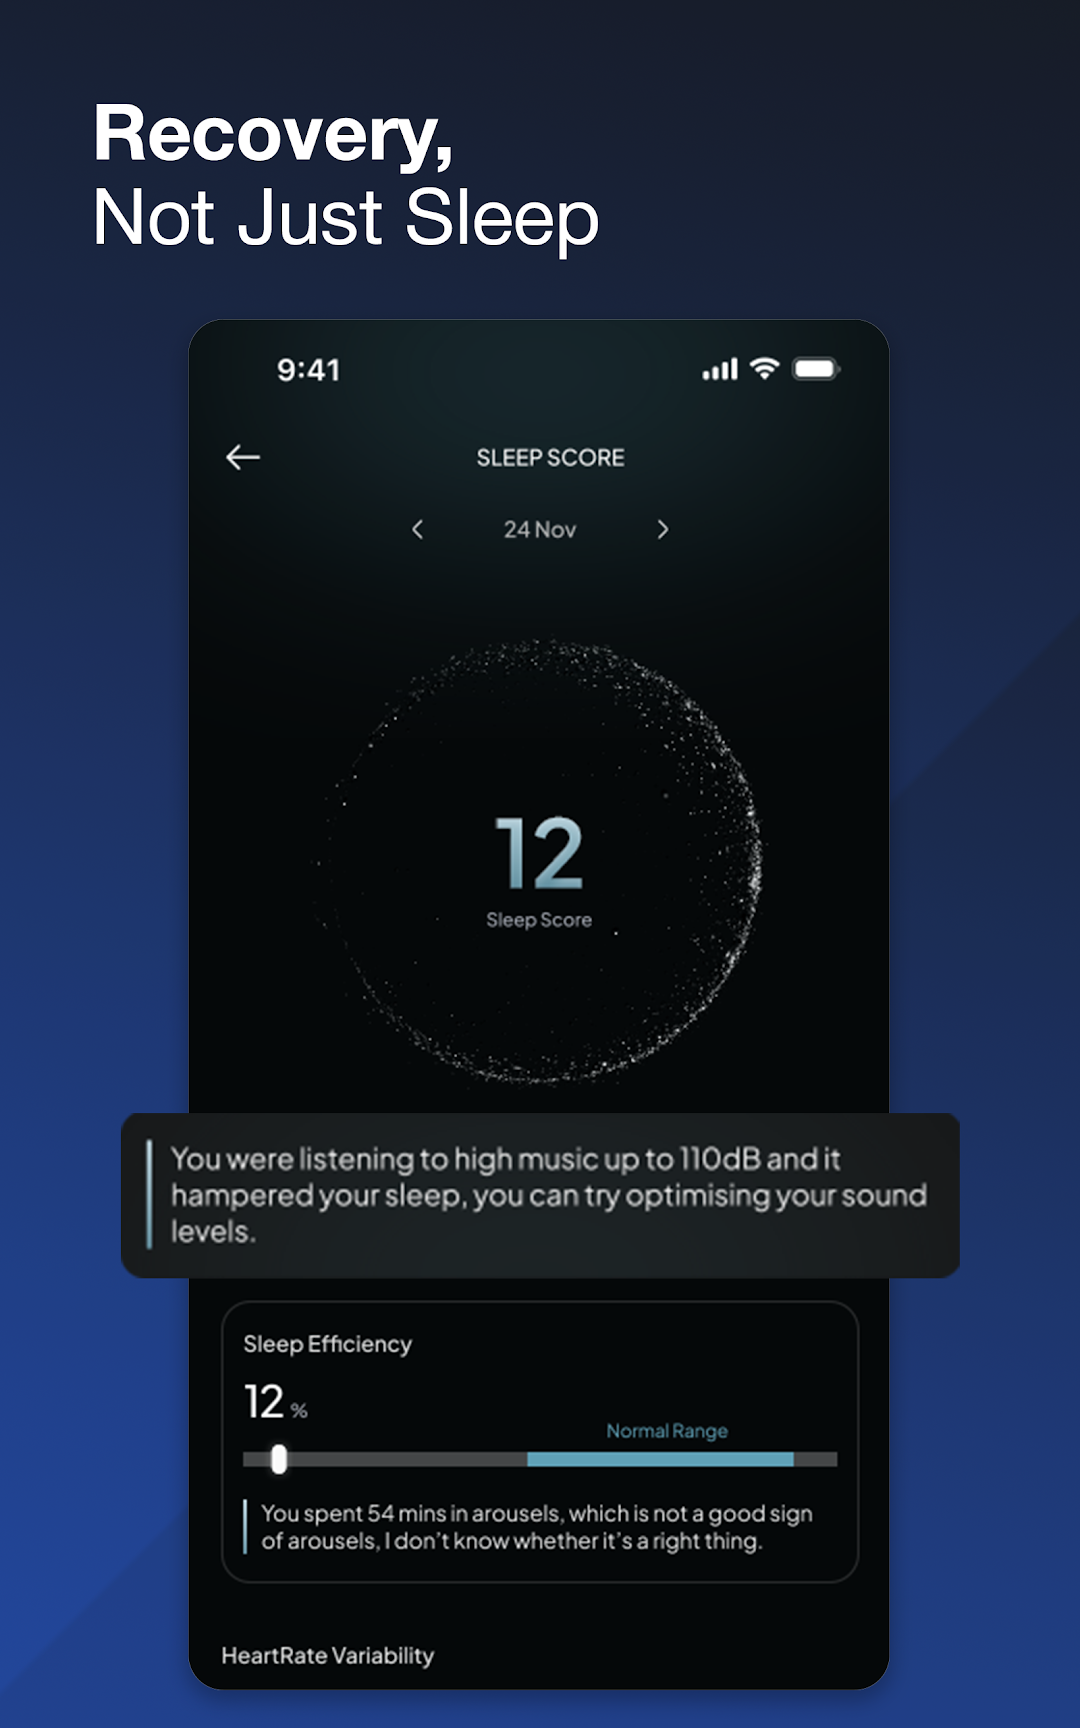 Recovery,
Not Just Sleep
9:41
SLEEP SCORE
24 Nov
12
Sleep Score
You were listening to high music up to 110dB and it
hampered your sleep, you can try optimising your sound
levels.
Sleep Efficiency
12 %
Normal Range
You spent 54 mins in arousels, which is not a good sign
of arousels, I don't know whether it's a right thing.
HeartRate Variability